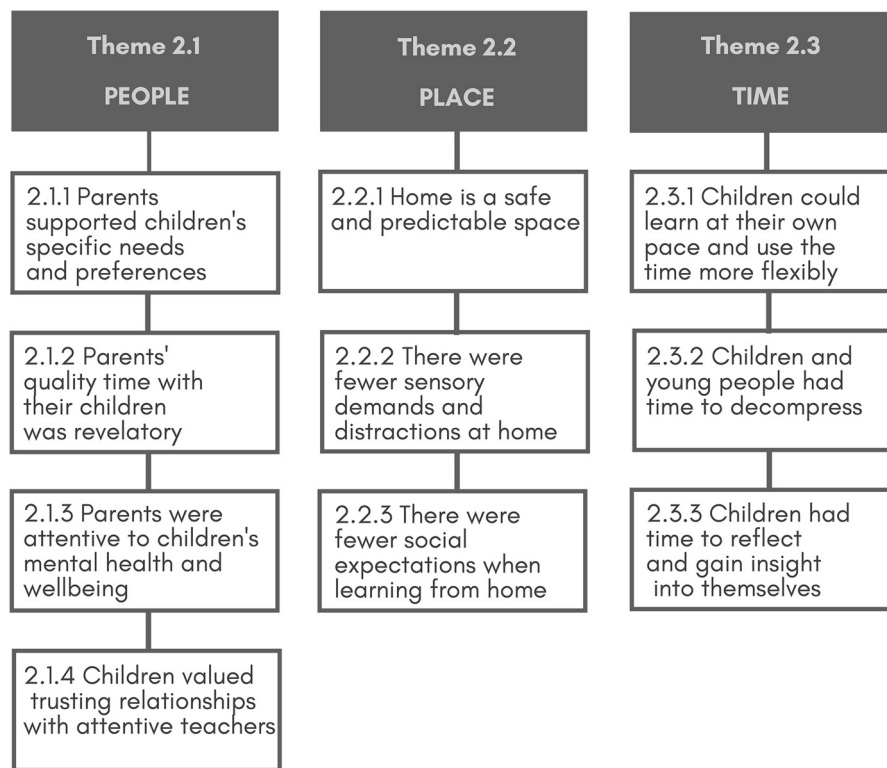 Theme 2.1
PEOPLE
2.1.1 Parents
supported children's
specific needs
and preferences
2.1.2 Parents'
quality time with
their children
was revelatory
2.1.3 Parents were
attentive to children's
mental health and
wellbeing
2.1.4 Children valued
trusting relationships
with attentive teachers
Theme 2.2
PLACE
2.2.1 Home is a safe
and predictable space
2.2.2 There were
fewer sensory
demands and
distractions at home
2.2.3 There were
fewer social
expectations when
learning from home
Theme 2.3
TIME
2.3.1 Children could
learn at their own
pace and use the
time more flexibly
2.3.2 Children and
young people had
time to decompress
2.3.3 Children had
time to reflect
and gain insight
into themselves